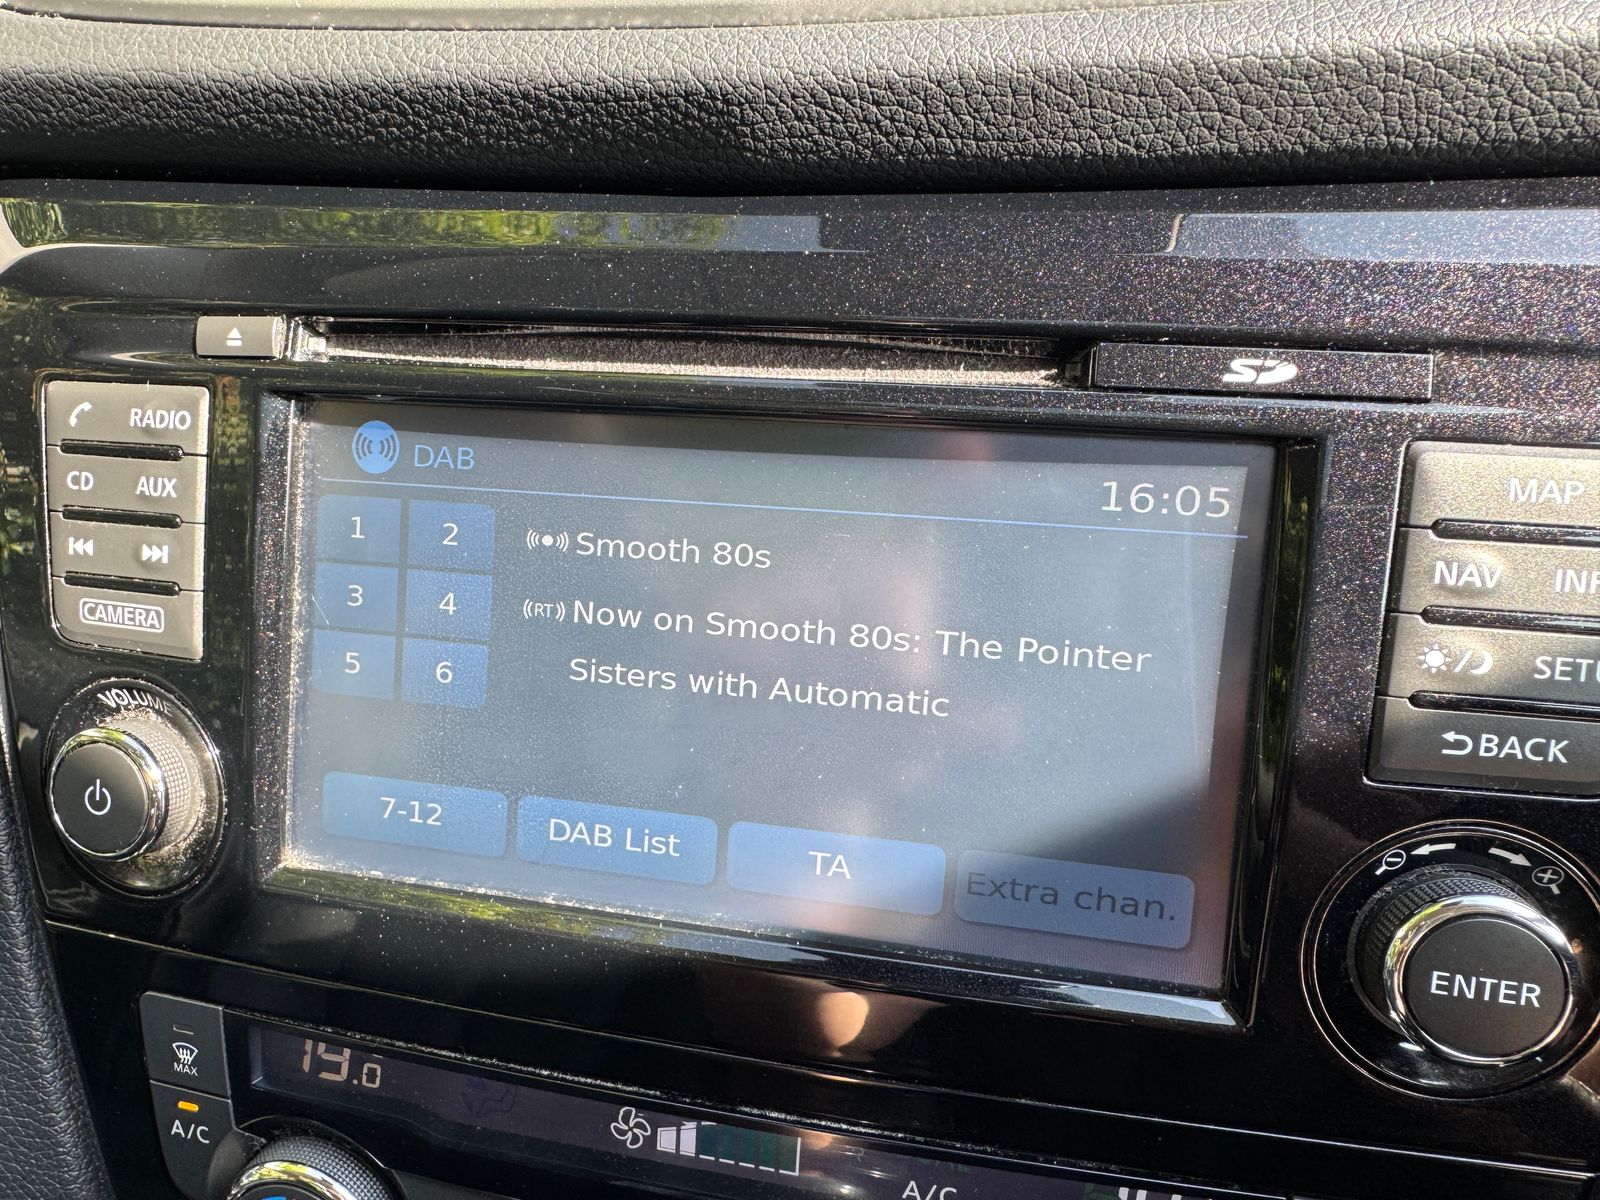 RADIO
CD AUX
CAMERA
VOLUME
SD
DAB
16:05
1 2
3 4
5 6
Smooth 80s
((RT)) Now on Smooth 80s: The Pointer
Sisters with Automatic
7-12 DAB List TA Extra chan.
MAP
NAV
BACK
ENTER
MAX
A/C
19.0
A/C